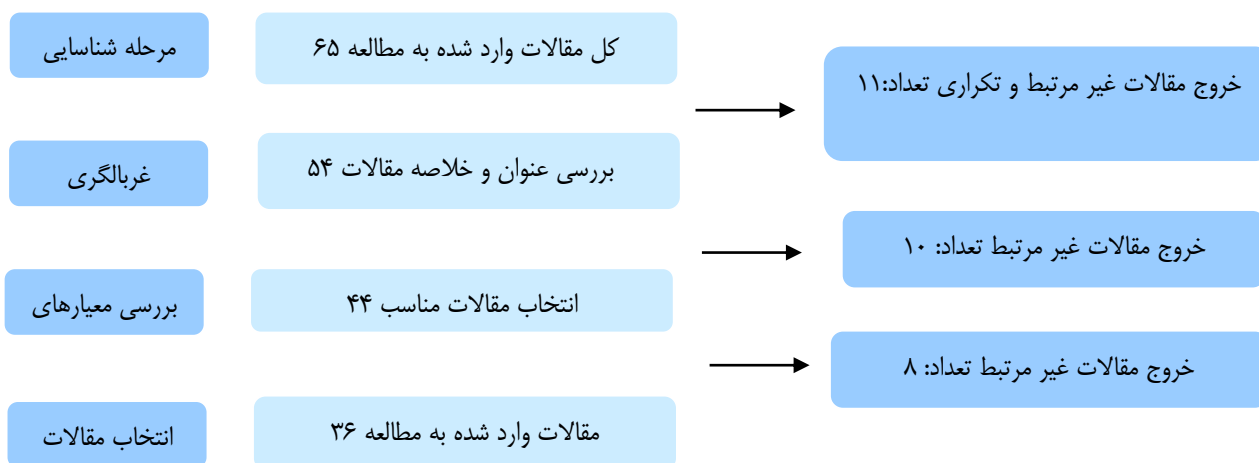 مرحله شناسایی
کل مقالات وارد شده به مطالعه ۶۵
خروج مقالات غیر مرتبط و تکراری تعداد:۱۱
غربالگری
بررسی عنوان و خلاصه مقالات ۵۴
خروج مقالات غیر مرتبط تعداد: ۱۰
بررسی معیارهای
انتخاب مقالات مناسب ۴۴
خروج مقالات غیر مرتبط تعداد: ۸
انتخاب مقالات
مقالات وارد شده به مطالعه ۳۶